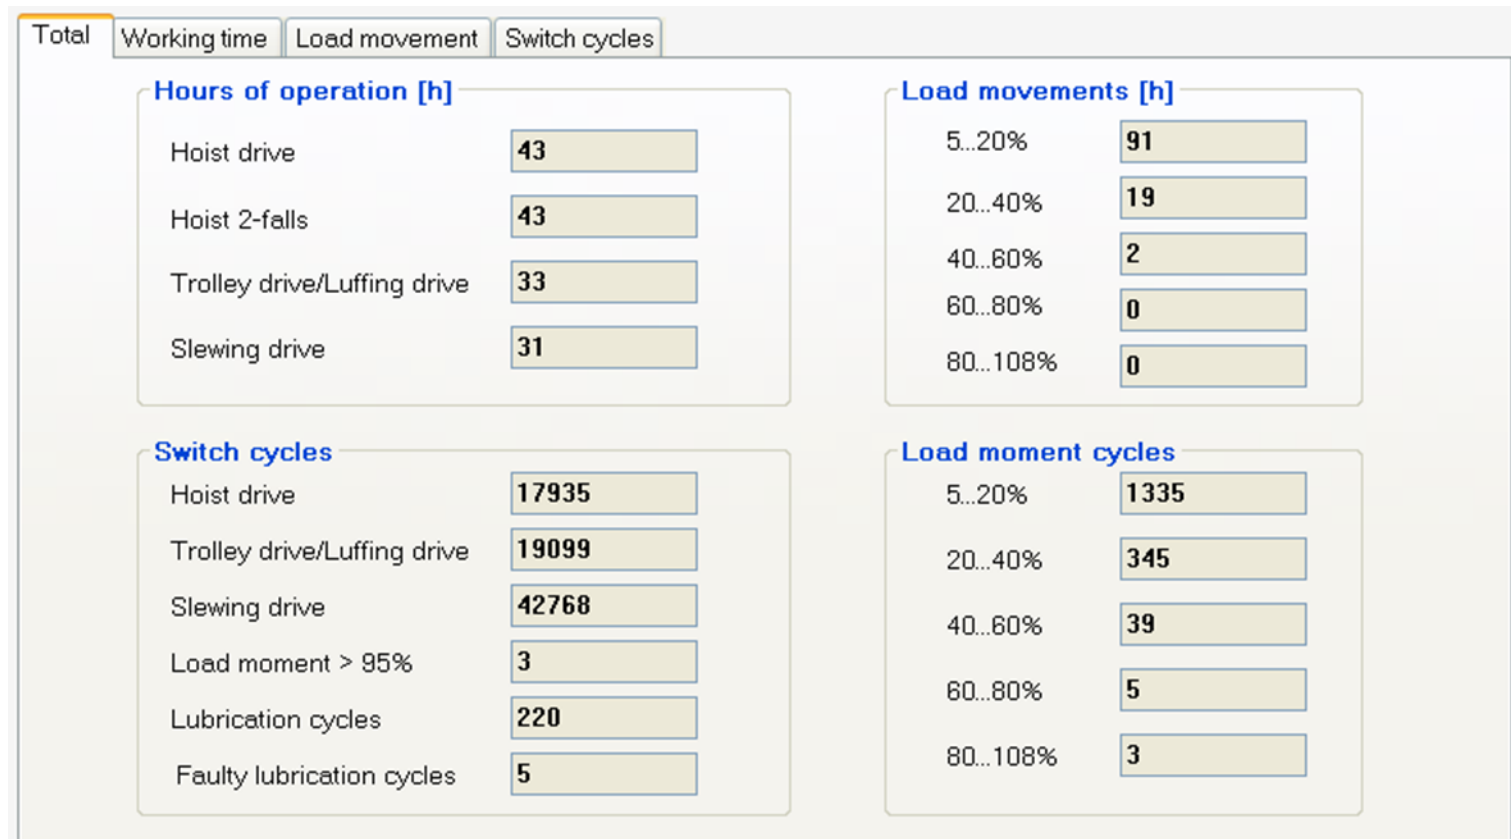 Total Working time Load movement Switch cycles
Hours of operation [h]
Hoist drive 43
Hoist 2-falls 43
Trolley drive/Luffing drive 33
Slewing drive 31
Load movements [h]
5...20% 91
20...40% 19
40...60% 2
60...80% 0
80...108% 0
Switch cycles
Hoist drive 17935
Trolley drive/Luffing drive 19099
Slewing drive 42768
Load moment > 95% 3
Lubrication cycles 220
Faulty lubrication cycles 5
Load moment cycles
5...20% 1335
20...40% 345
40...60% 39
60...80% 5
80...108% 3